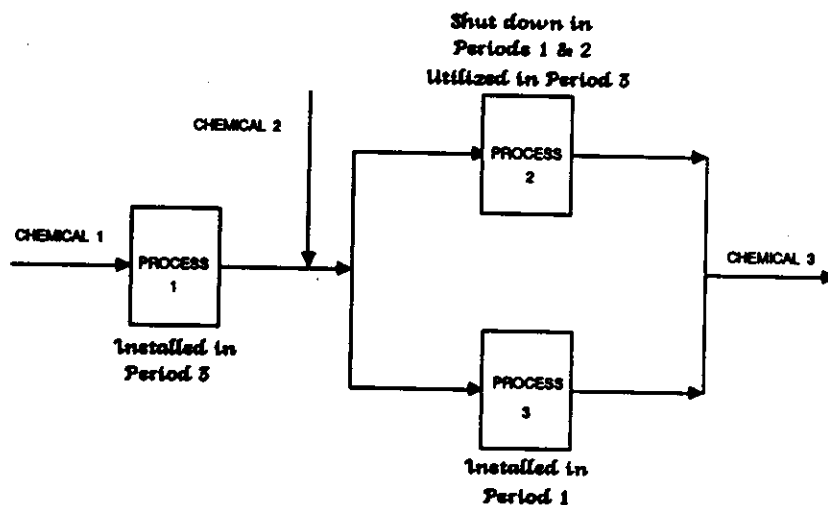 Shut down in
Periods 1 & 2
Utilized in Period 3
CHEMICAL 2
PROCESS
2
CHEMICAL 1
PROCESS
1
CHEMICAL 3
Installed in
Period 3
PROCESS
3
Installed in
Period 1